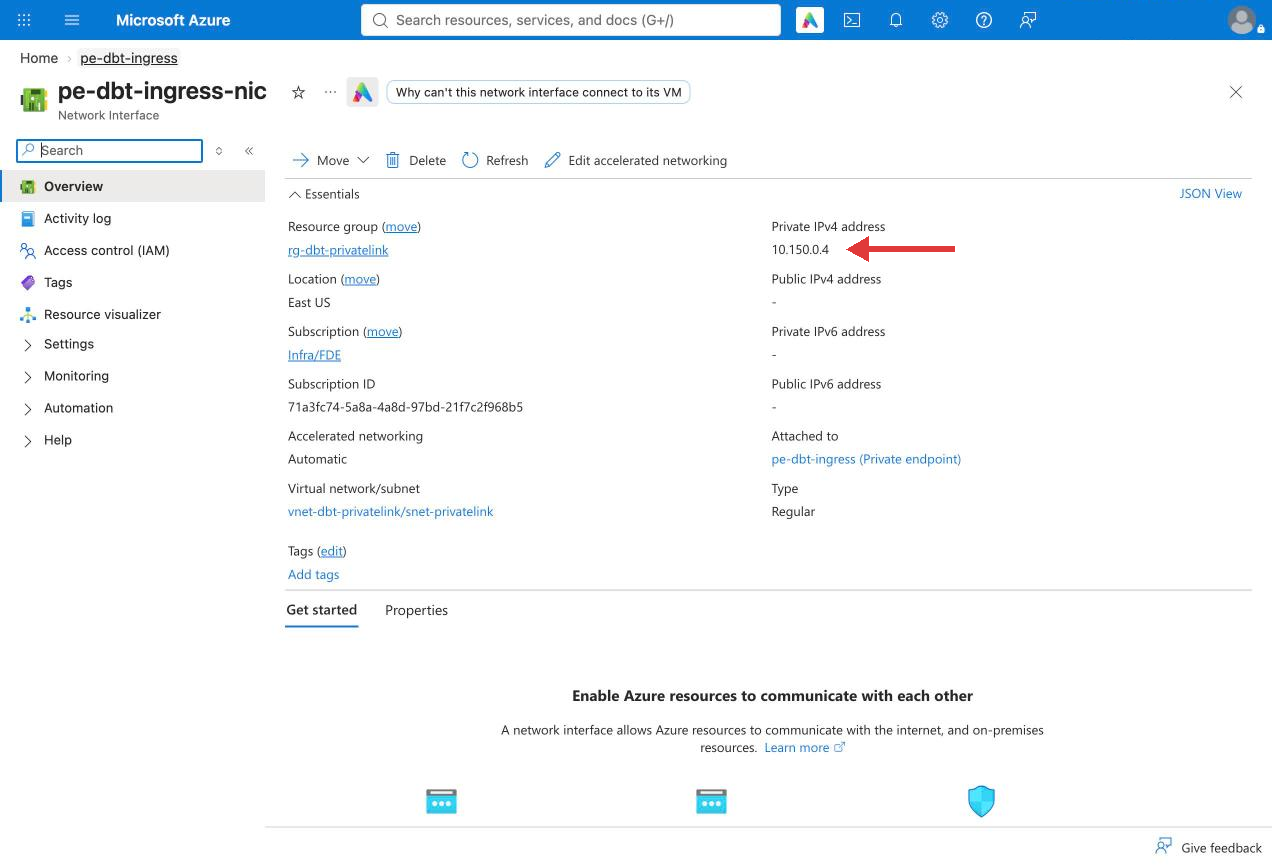 Microsoft Azure
Search resources, services, and docs (G+/)
Home
pe-dbt-ingress
pe-dbt-ingress-nic
Why can't this network interface connect to its VM
Network Interface
Search
Move
Delete
Refresh
Edit accelerated networking
Overview
Activity log
Access control (IAM)
Tags
Resource visualizer
Settings
Monitoring
Automation
Help
Essentials
JSON View
Resource group (move)
rg-dbt-privatelink
Location (move)
East US
Subscription (move)
Infra/FDE
Subscription ID
71a3fc74-5a8a-4a8d-97bd-21f7c2f968b5
Accelerated networking
Automatic
Virtual network/subnet
vnet-dbt-privatelink/snet-privatelink
Private IPv4 address
10.150.0.4
Public IPv4 address
-
Private IPv6 address
-
Public IPv6 address
-
Attached to
pe-dbt-ingress (Private endpoint)
Type
Regular
Tags (edit)
Add tags
Get started
Properties
Enable Azure resources to communicate with each other
A network interface allows Azure resources to communicate with the internet, and on-premises
resources. Learn more
Give feedback